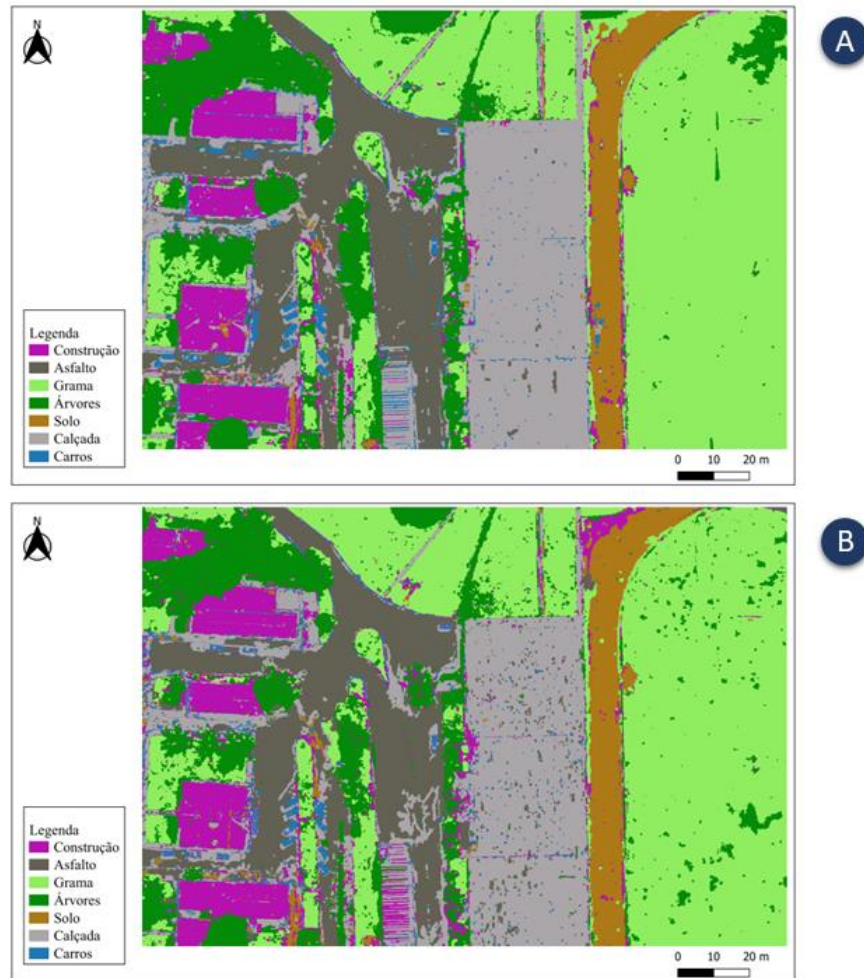 N
A
Legenda
Construção
Asfalto
Grama
Árvores
Solo
Calçada
Carros
0 10 20 m
N
B
Legenda
Construção
Asfalto
Grama
Árvores
Solo
Calçada
Carros
0 10 20 m